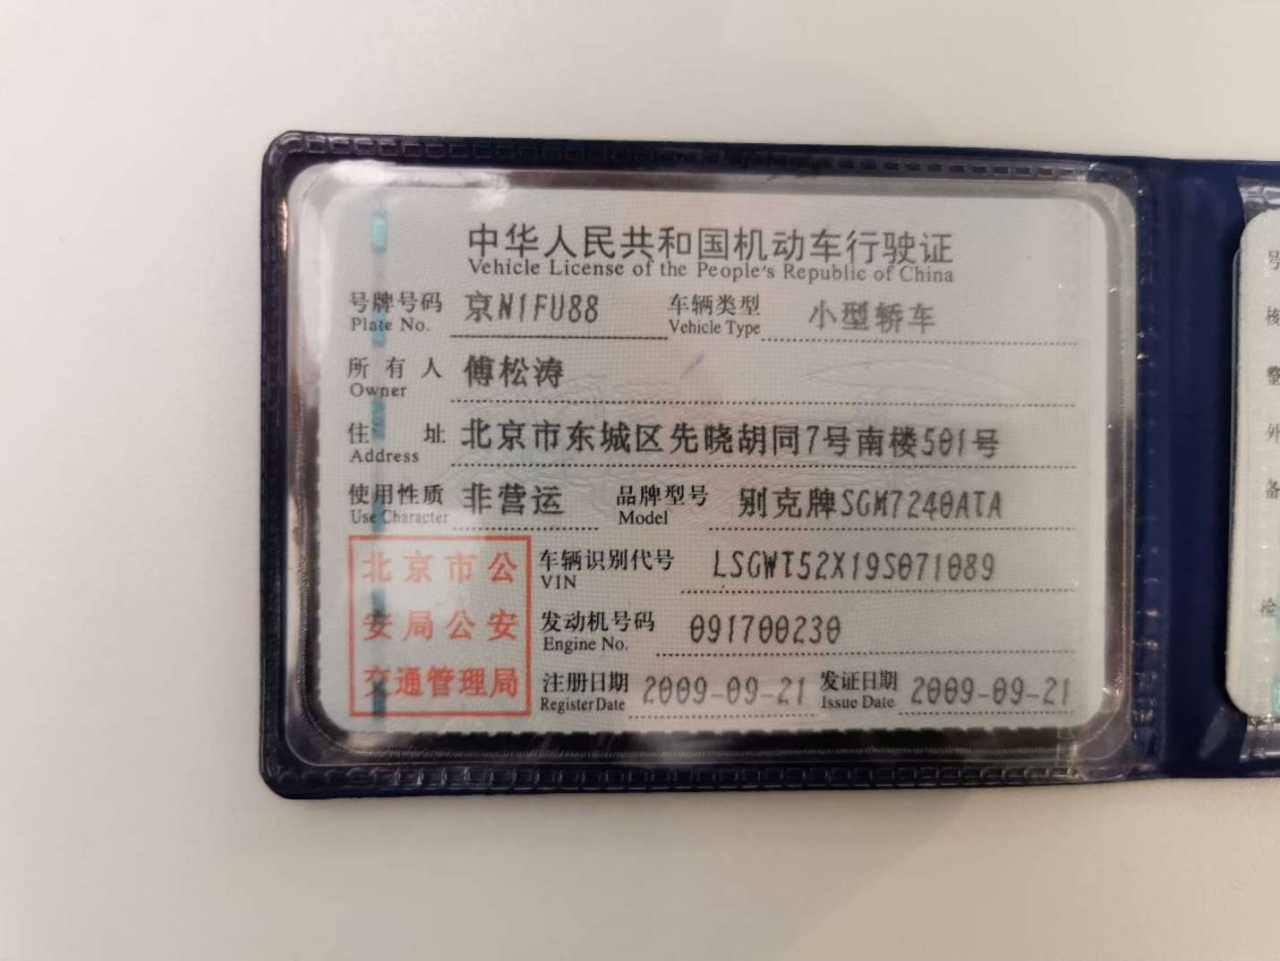 中华人民共和国机动车行驶证
Vehicle License of the People's Republic of China
号牌号码 京N1FU88 车辆类型 小型轿车
Plate No. Vehicle Type
所有人 傅松涛
Owner
住址 北京市东城区先晓胡同7号南楼501号
Address
使用性质 非营运 品牌型号 别克牌SGM7240ATA
Use Character Model
北京市公
安局公安
交通管理局
车辆识别代号 LSGWT52X19S071089
VIN
发动机号码 091700230
Engine No.
注册日期 2009-09-21 发证日期 2009-09-21
Register Date Issue Date
号
核
整
外
备
检